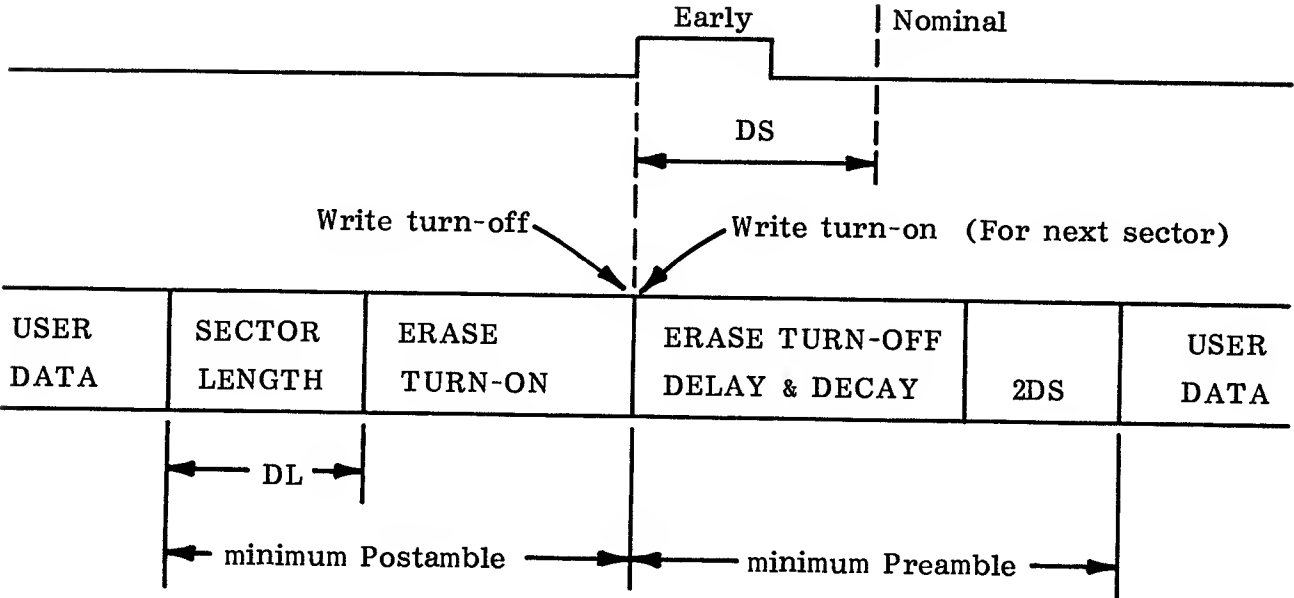 Early
Nominal
DS
Write turn-off
Write turn-on (For next sector)
USER
DATA
SECTOR
LENGTH
ERASE
TURN-ON
ERASE TURN-OFF
DELAY & DECAY
2DS
USER
DATA
DL
minimum Postamble
minimum Preamble